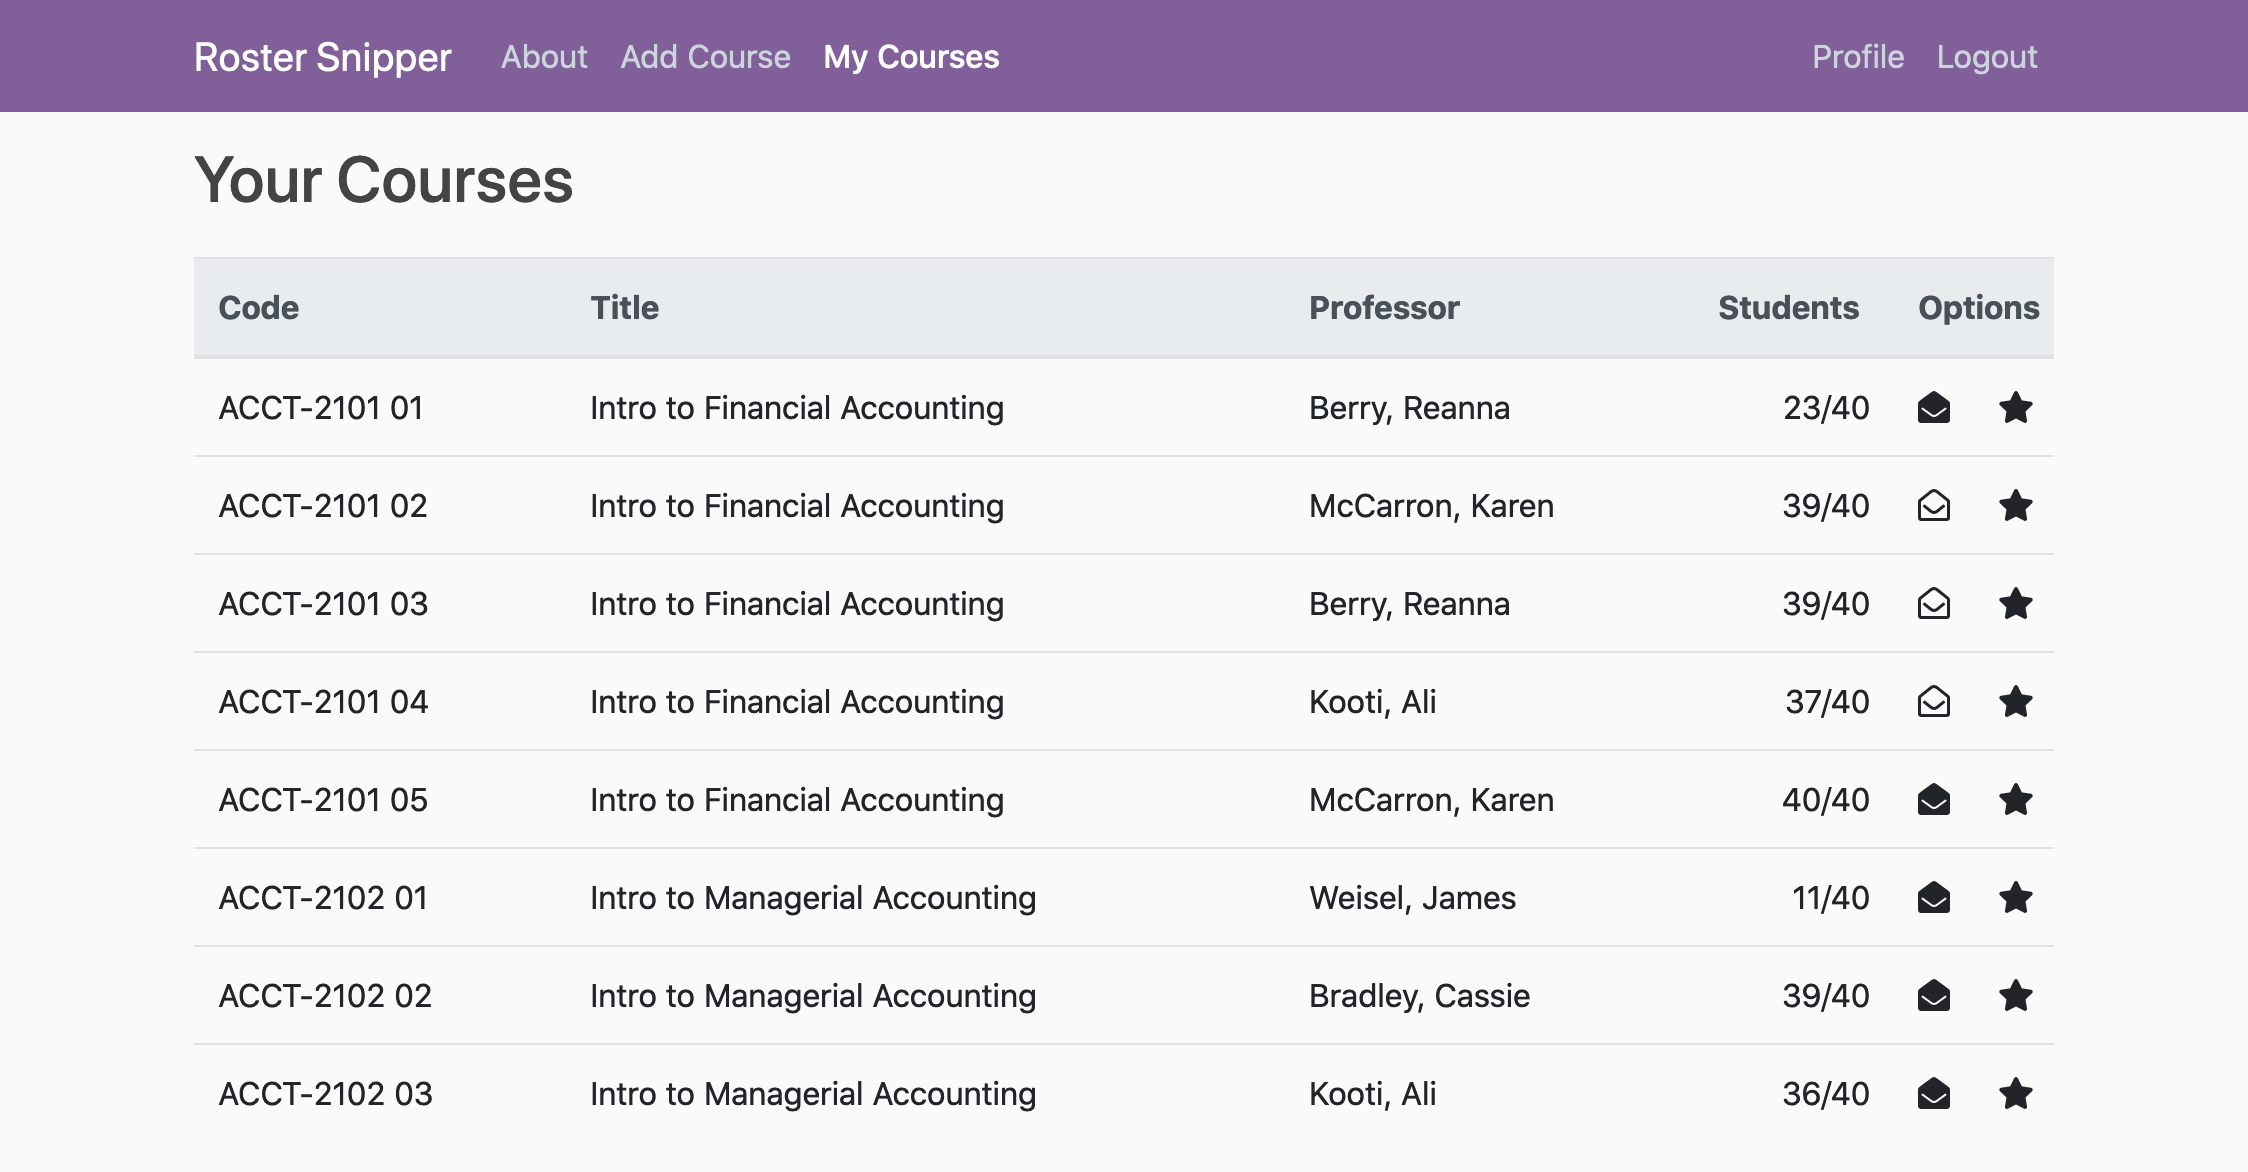 Roster Snipper About Add Course My Courses Profile Logout
Your Courses
Code Title Professor Students Options
ACCT-2101 01 Intro to Financial Accounting Berry, Reanna 23/40
ACCT-2101 02 Intro to Financial Accounting McCarron, Karen 39/40
ACCT-2101 03 Intro to Financial Accounting Berry, Reanna 39/40
ACCT-2101 04 Intro to Financial Accounting Kooti, Ali 37/40
ACCT-2101 05 Intro to Financial Accounting McCarron, Karen 40/40
ACCT-2102 01 Intro to Managerial Accounting Weisel, James 11/40
ACCT-2102 02 Intro to Managerial Accounting Bradley, Cassie 39/40
ACCT-2102 03 Intro to Managerial Accounting Kooti, Ali 36/40